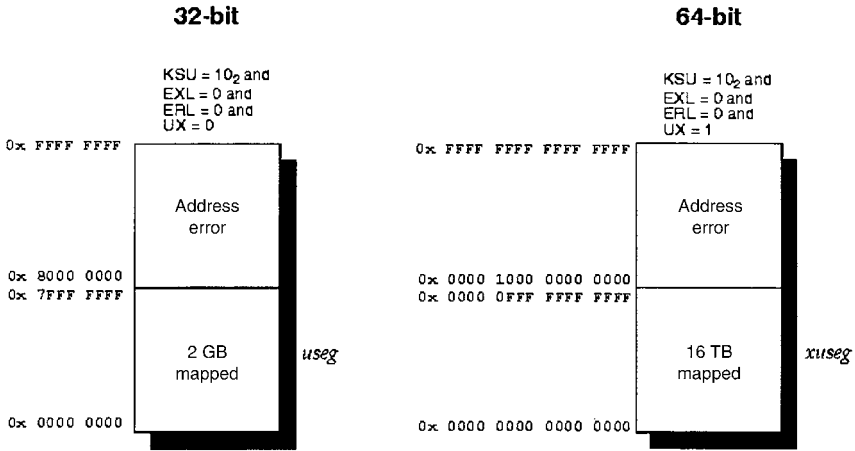 32-bit
KSU = 10₂ and
EXL = 0 and
ERL = 0 and
UX = 0
0x FFFF FFFF
Address
error
0x 8000 0000
0x 7FFF FFFF
2 GB
mapped
useg
0x 0000 0000
64-bit
KSU = 10₂ and
EXL = 0 and
ERL = 0 and
UX = 1
0x FFFF FFFF FFFF FFFF
Address
error
0x 0000 1000 0000 0000
0x 0000 0FFF FFFF FFFF
16 TB
mapped
xuseg
0x 0000 0000 0000 0000